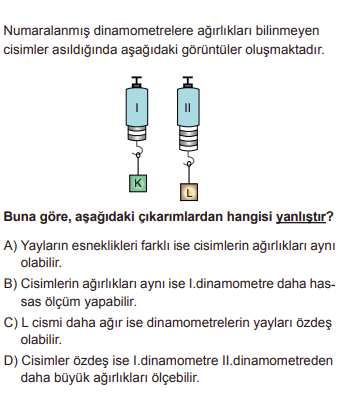 Numaralanmış dinamometrelere ağırlıkları bilinmeyen
cisimler asıldığında aşağıdaki görüntüler oluşmaktadır.
I
II
K
L
Buna göre, aşağıdaki çıkarımlardan hangisi yanlıştır?
A) Yayların esneklikleri farklı ise cisimlerin ağırlıkları aynı
olabilir.
B) Cisimlerin ağırlıkları aynı ise I.dinamometre daha has-
sas ölçüm yapabilir.
C) L cismi daha ağır ise dinamometrelerin yayları özdeş
olabilir.
D) Cisimler özdeş ise I.dinamometre II.dinamometreden
daha büyük ağırlıkları ölçebilir.